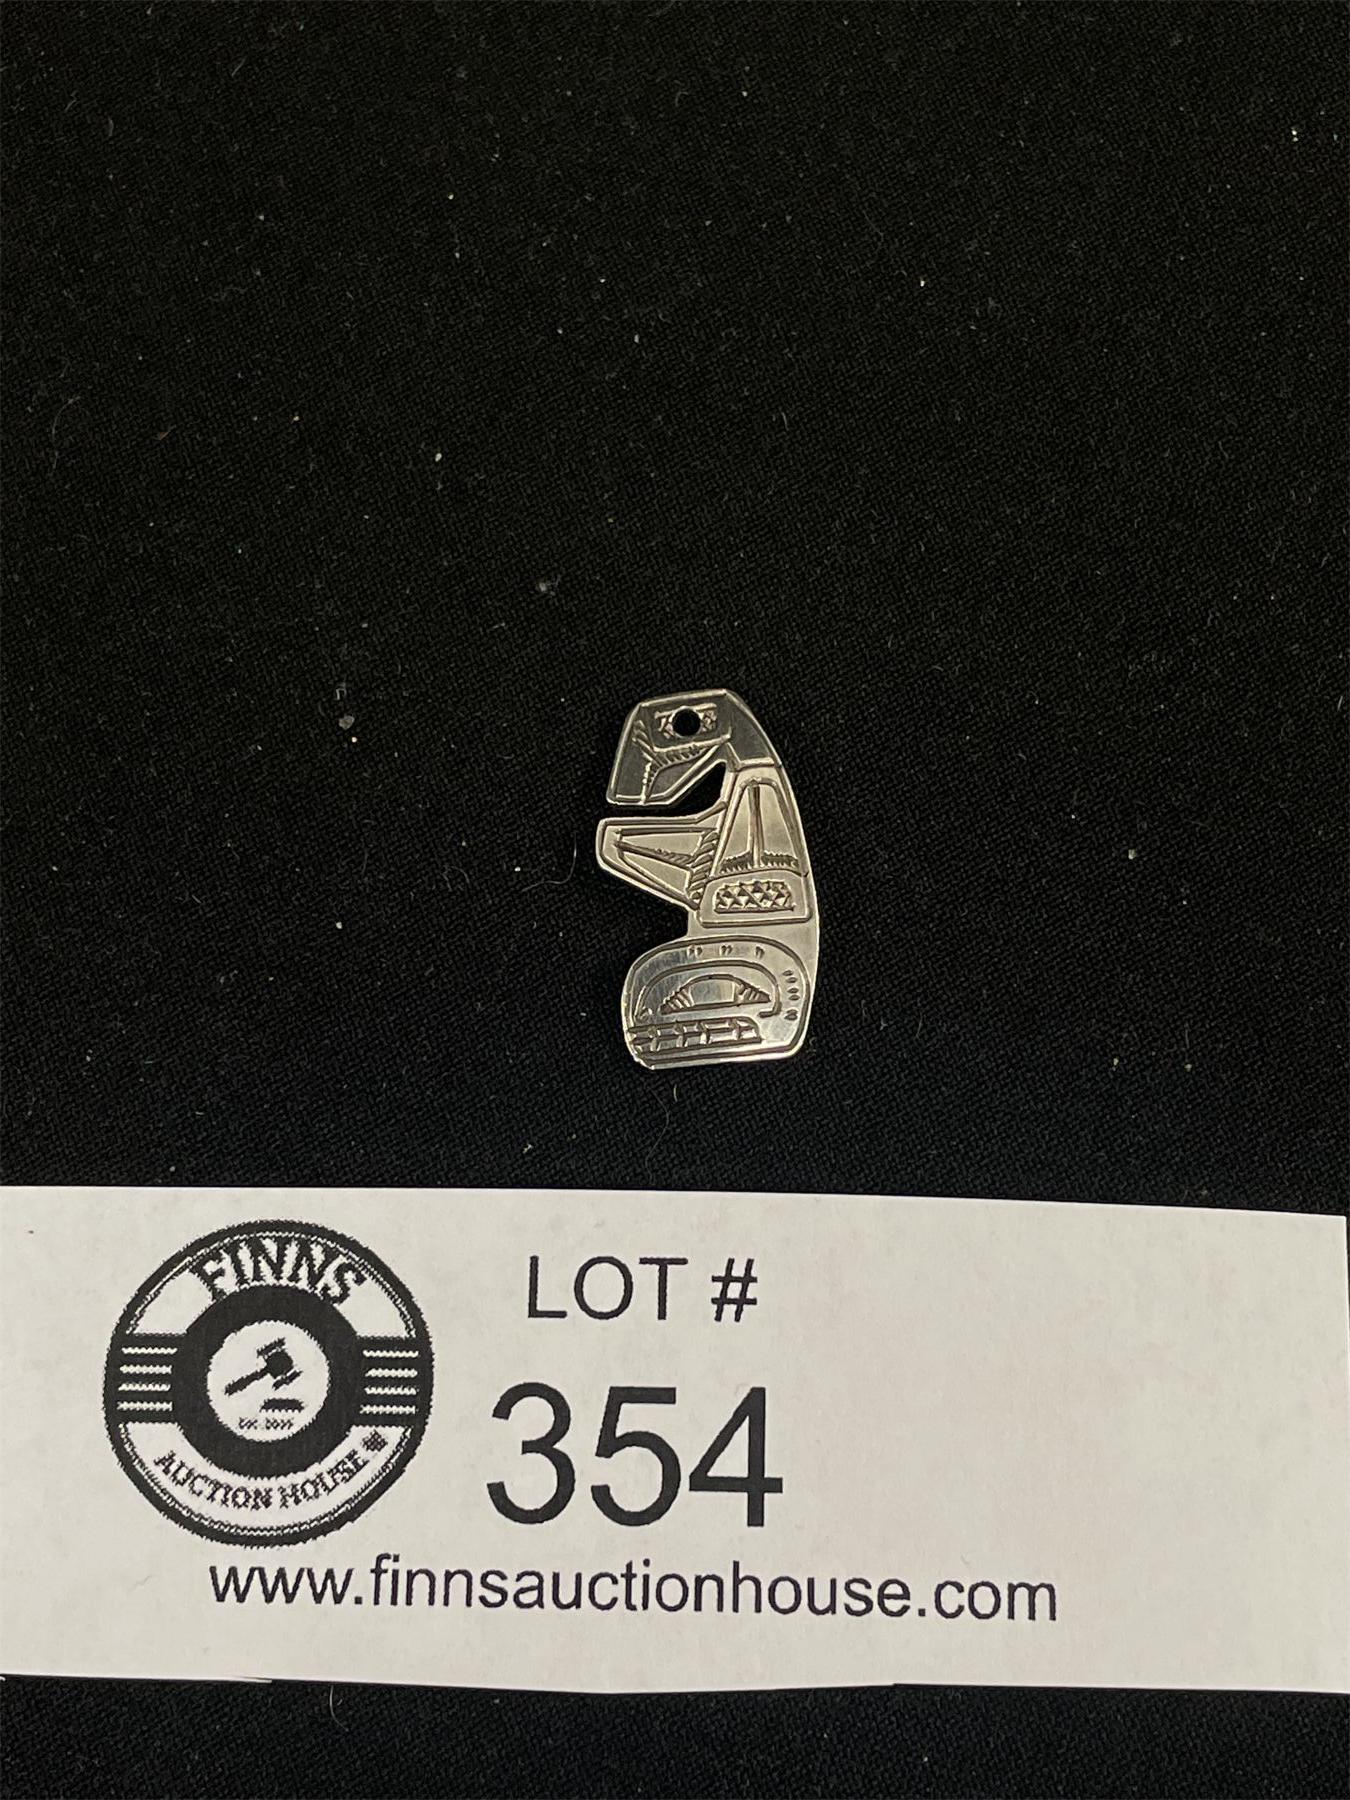 FINNS
AUCTION HOUSE
LOT #
354
www.finnsauctionhouse.com